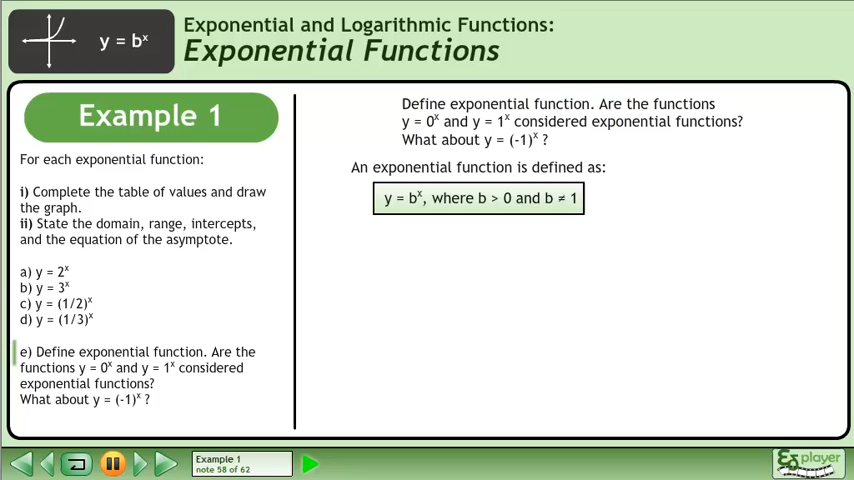 Exponential and Logarithmic Functions:
Exponential Functions
y = bˣ
Example 1
For each exponential function:
i) Complete the table of values and draw
the graph.
ii) State the domain, range, intercepts,
and the equation of the asymptote.
a) y = 2ˣ
b) y = 3ˣ
c) y = (1/2)ˣ
d) y = (1/3)ˣ
e) Define exponential function. Are the
functions y = 0ˣ and y = 1ˣ considered
exponential functions?
What about y = (-1)ˣ ?
Define exponential function. Are the functions
y = 0ˣ and y = 1ˣ considered exponential functions?
What about y = (-1)ˣ ?
An exponential function is defined as:
y = bˣ, where b > 0 and b ≠ 1
Example 1
note 58 of 62
player